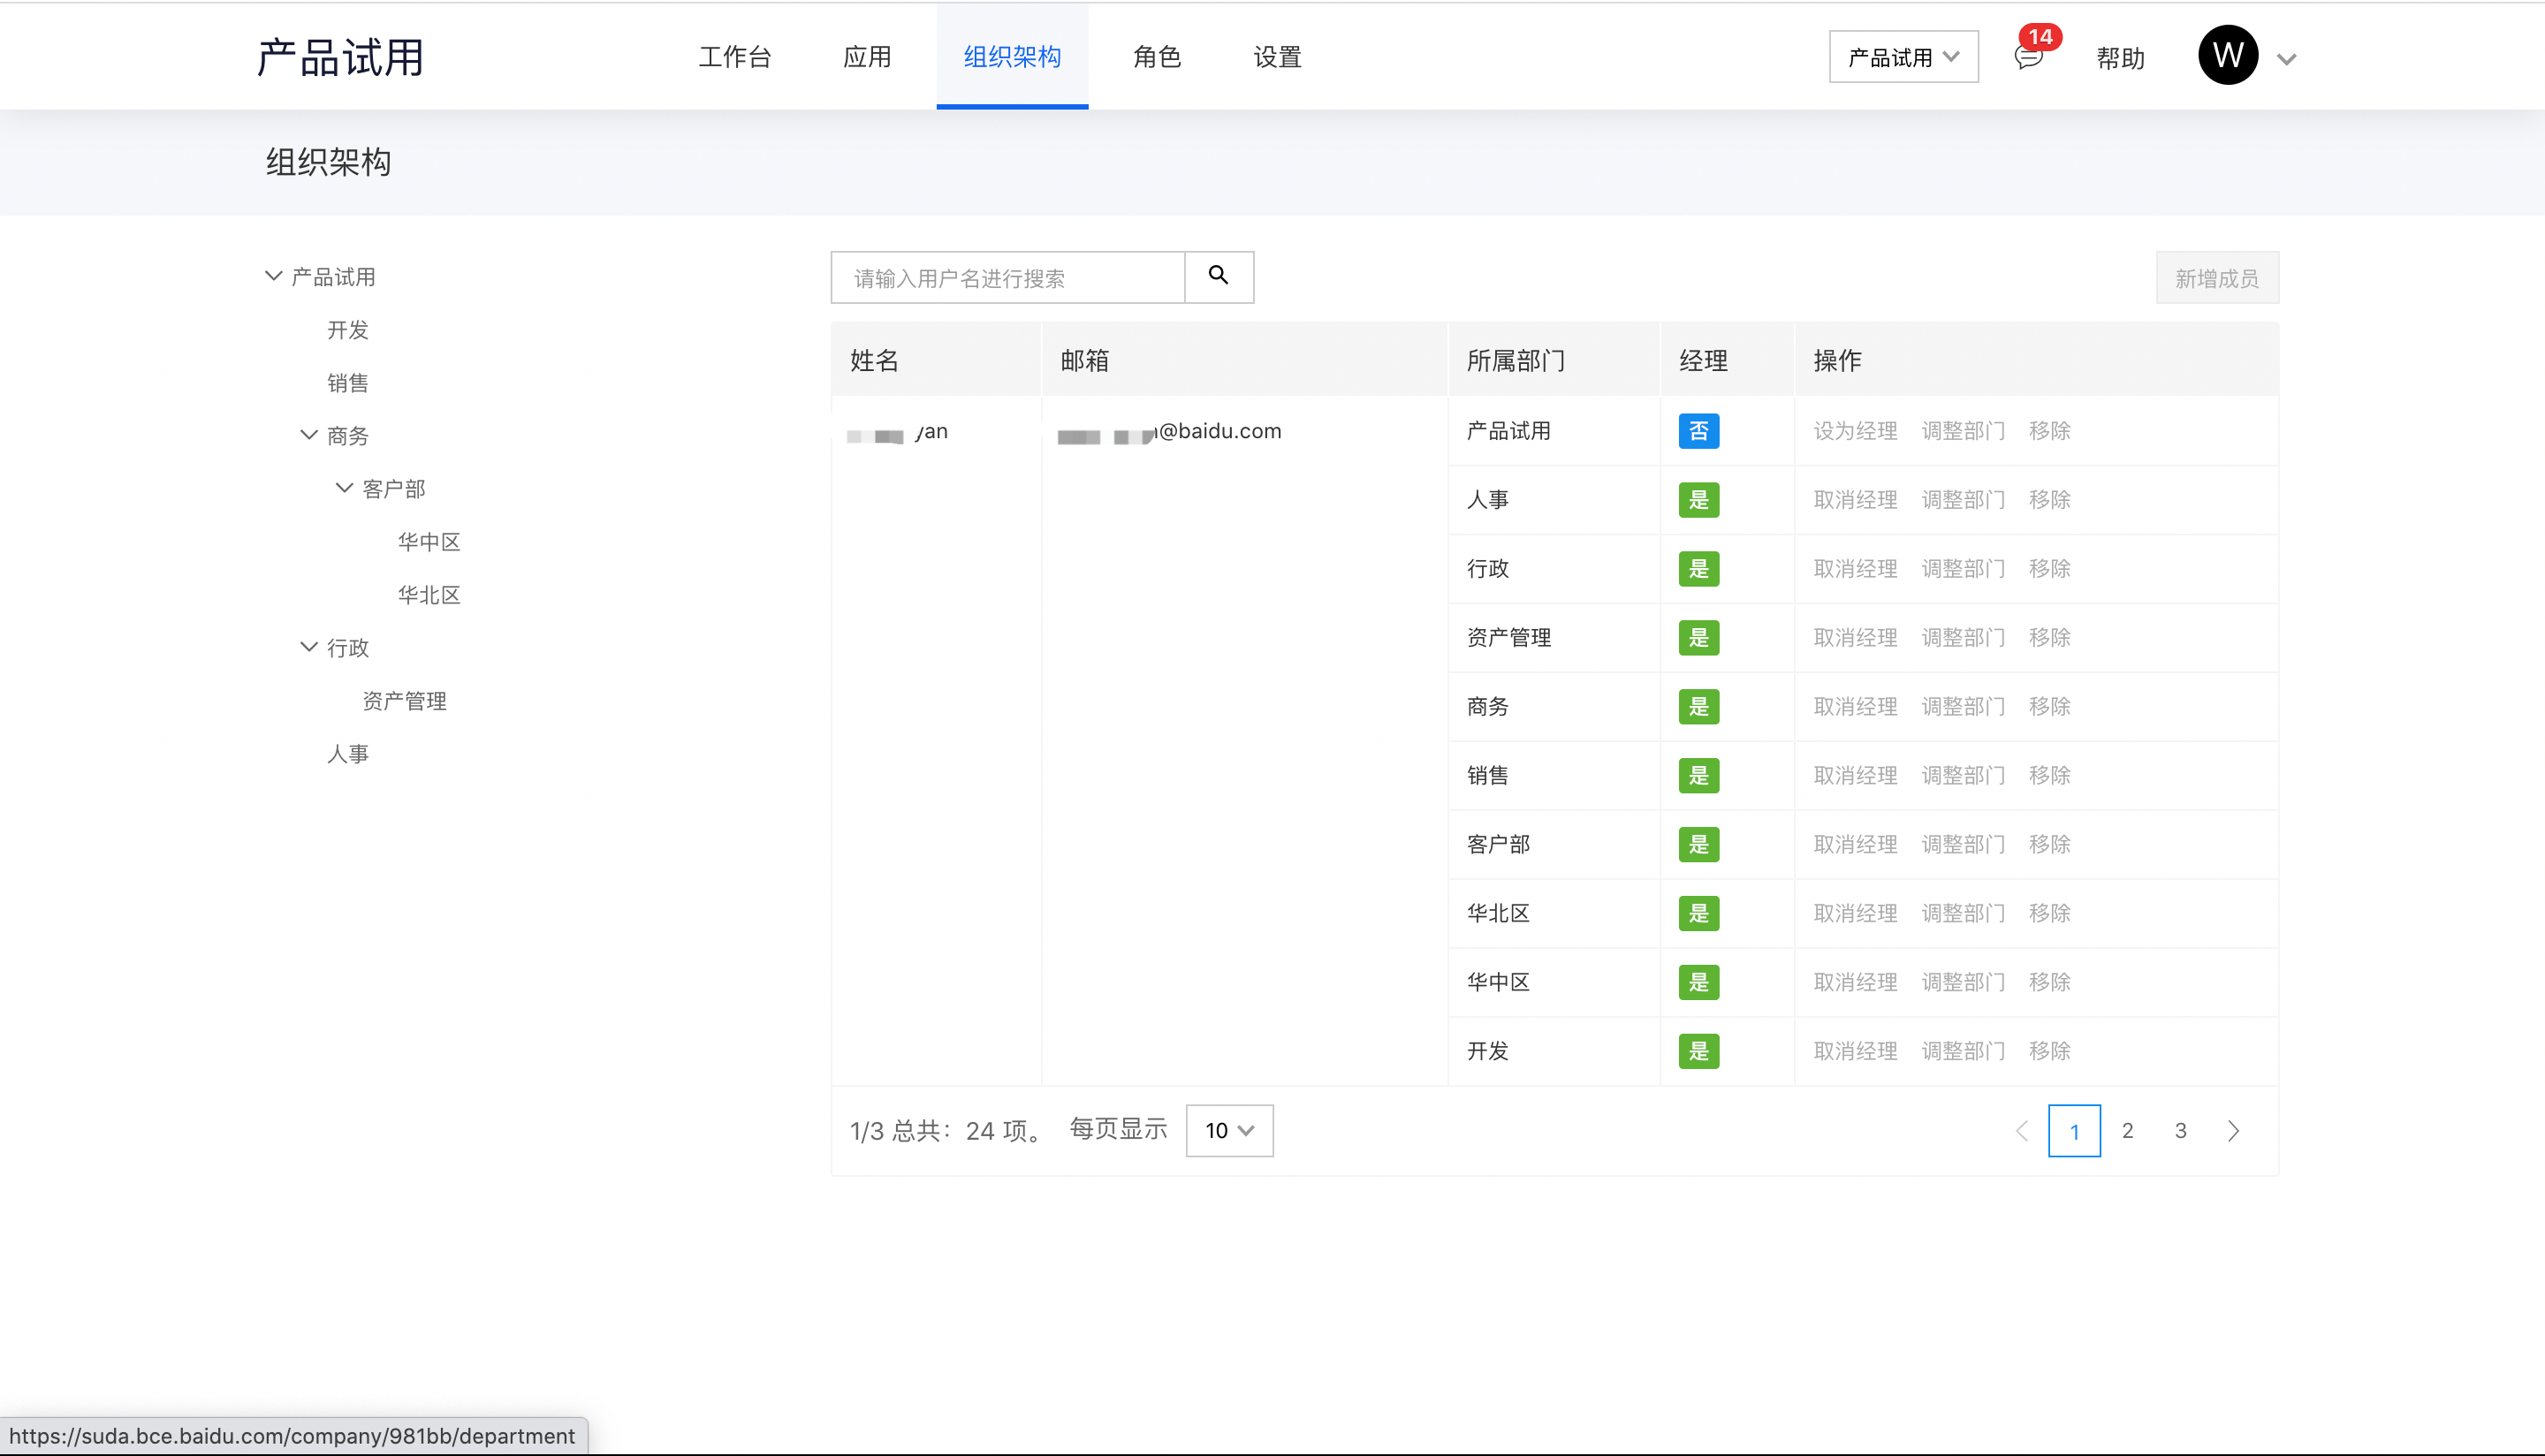 产品试用 工作台 应用 组织架构 角色 设置 产品试用 14 帮助 W
组织架构
产品试用
开发
销售
商务
客户部
华中区
华北区
行政
资产管理
人事
请输入用户名进行搜索 新增成员
姓名 邮箱 所属部门 经理 操作
yan @baidu.com 产品试用 否 设为经理 调整部门 移除
人事 是 取消经理 调整部门 移除
行政 是 取消经理 调整部门 移除
资产管理 是 取消经理 调整部门 移除
商务 是 取消经理 调整部门 移除
销售 是 取消经理 调整部门 移除
客户部 是 取消经理 调整部门 移除
华北区 是 取消经理 调整部门 移除
华中区 是 取消经理 调整部门 移除
开发 是 取消经理 调整部门 移除
1/3 总共：24 项。 每页显示 10 1 2 3
https://suda.bce.baidu.com/company/981bb/department